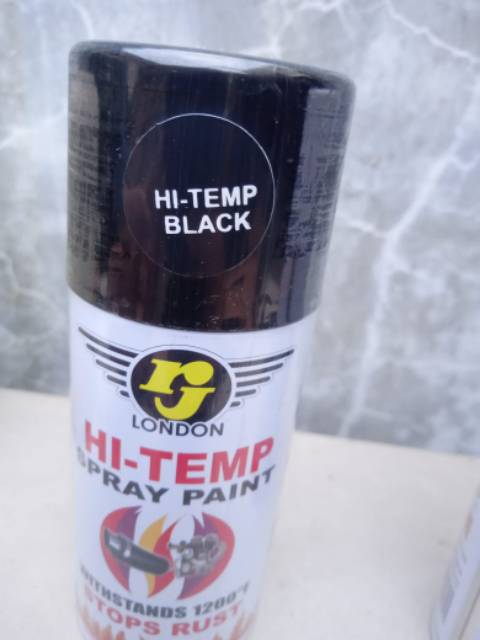 HI-TEMP
BLACK
rj
LONDON
HI-TEMP
SPRAY PAINT
WITHSTANDS 1200°F
STOPS RUST